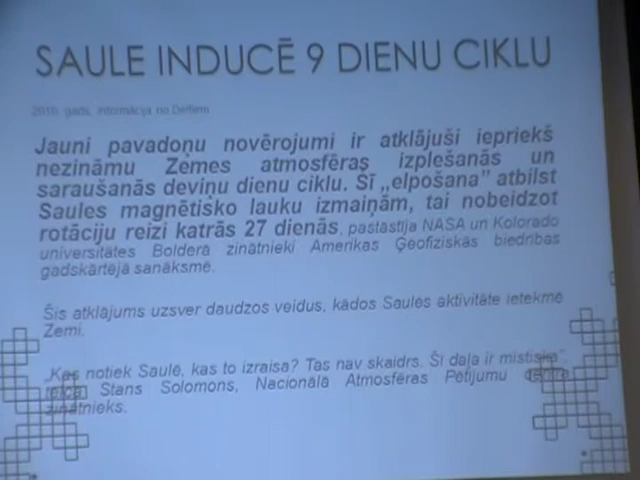 SAULE INDUCĒ 9 DIENU CIKLU
2010. gads, informācija no Delfiem
Jauni pavadoņu novērojumi ir atklājuši iepriekš
nezināmu Zemes atmosfēras izplešanās un
saraušanās deviņu dienu ciklu. Šī „elpošana” atbilst
Saules magnētisko lauku izmaiņām, tai nobeidzot
rotāciju reizi katrās 27 dienās, pastāstīja NASA un Kolorado
universitātes Bolderā zinātnieki Amerikas Ģeofiziskās biedrības
gadskārtējā sanāksmē.
Šis atklājums uzsver daudzos veidus, kādos Saules aktivitāte ietekmē
Zemi.
„Kas notiek Saulē, kas to izraisa? Tas nav skaidrs. Šī daļa ir mistiska”,
teica Stans Solomons, Nacionālā Atmosfēras Pētījumu centra
zinātnieks.